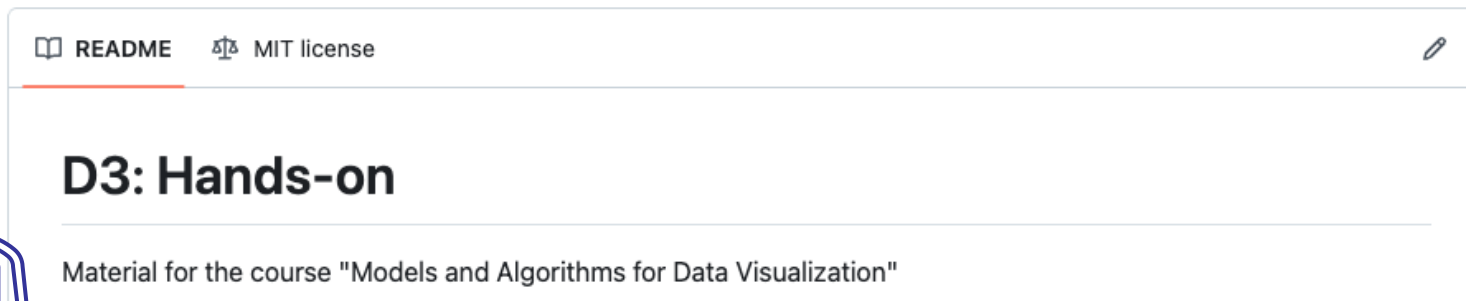 README MIT license
D3: Hands-on
Material for the course "Models and Algorithms for Data Visualization"